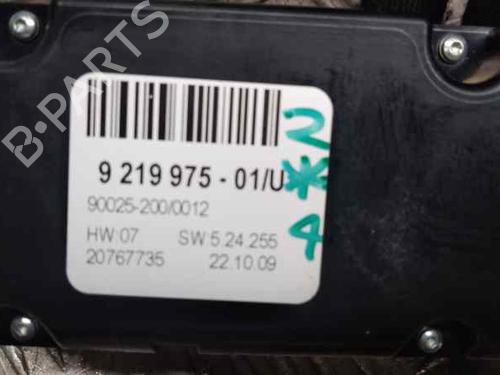 B-PARTS
9 219 975 - 01/U
90025-200/0012
HW:07 SW:5.24.255
20767735 22.10.09
2
*
4